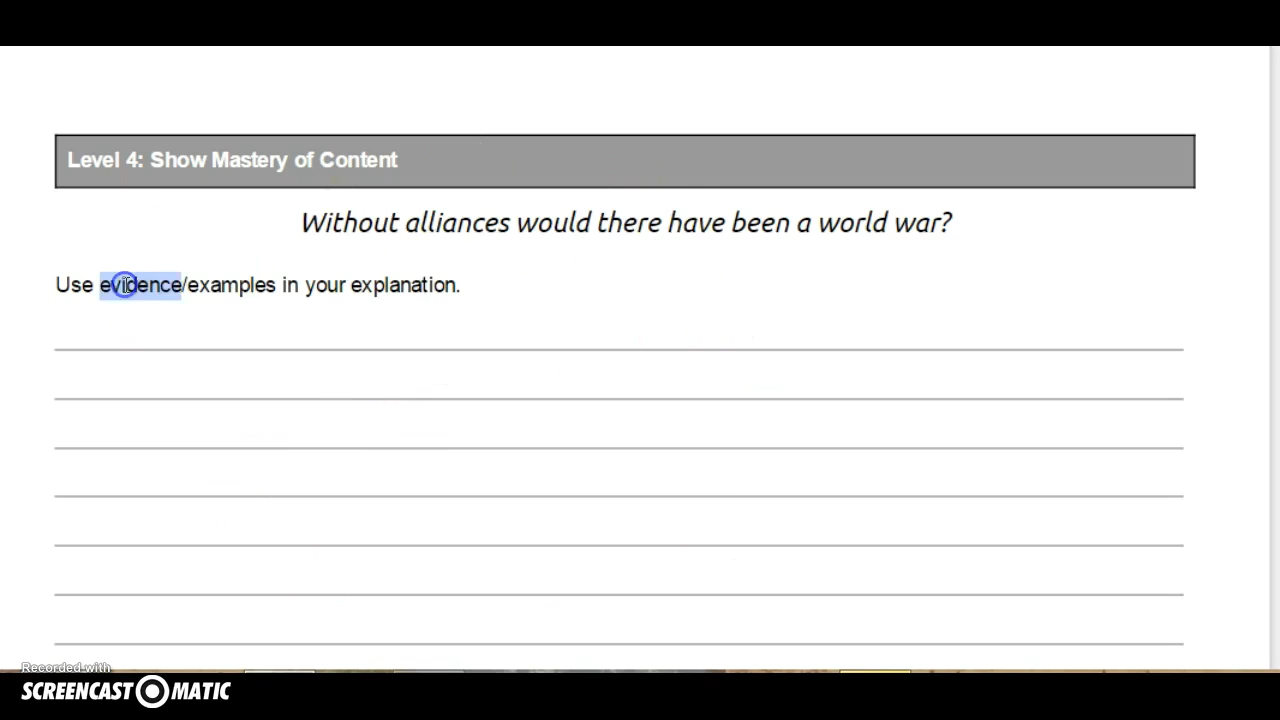 Level 4: Show Mastery of Content
Without alliances would there have been a world war?
Use evidence/examples in your explanation.
Recorded with
SCREENCAST MATIC